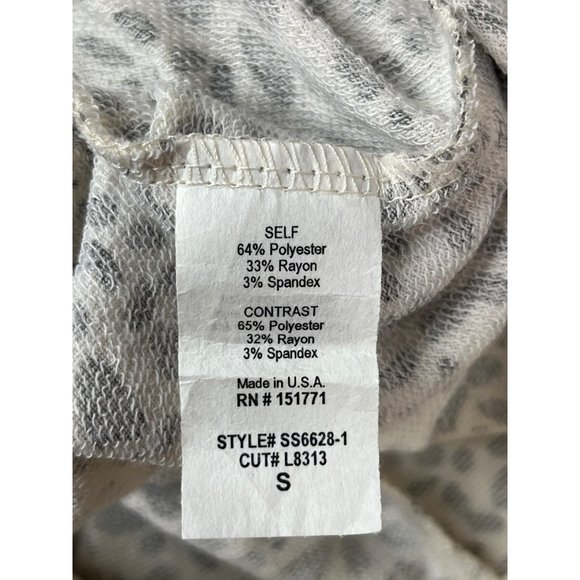 SELF
64% Polyester
33% Rayon
3% Spandex
CONTRAST
65% Polyester
32% Rayon
3% Spandex
Made in U.S.A.
RN # 151771
STYLE# SS6628-1
CUT# L8313
S